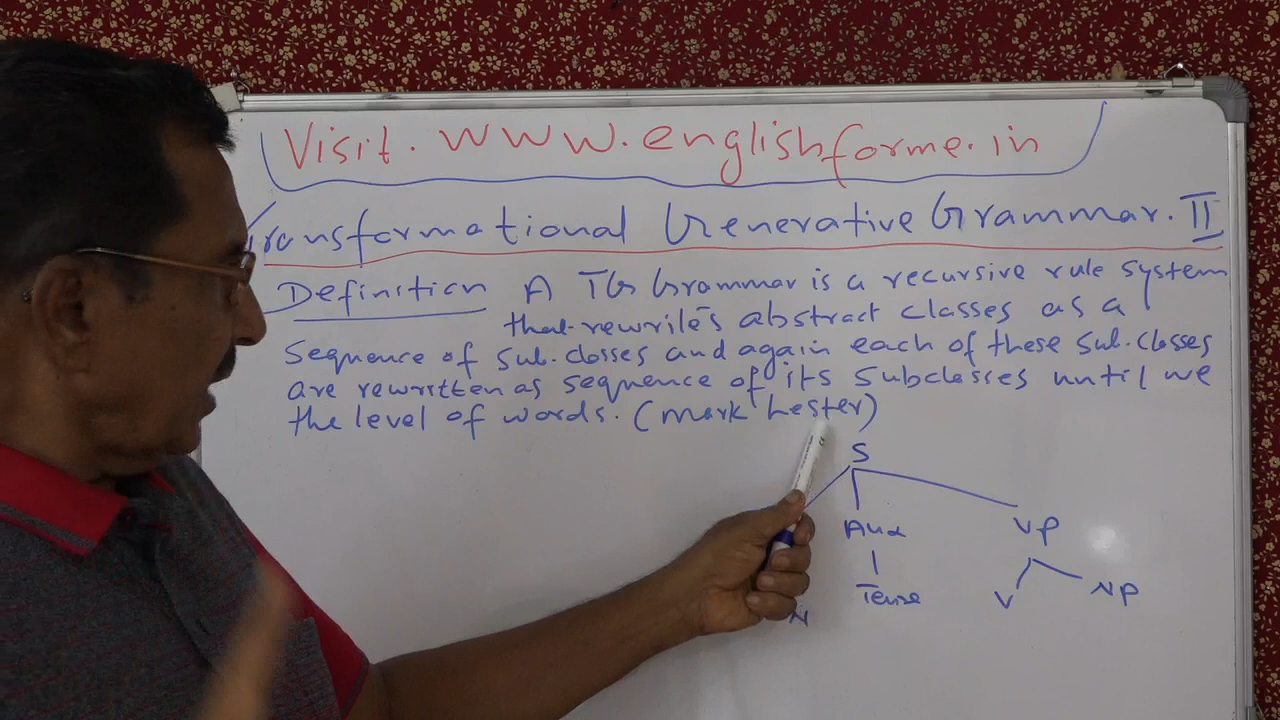 Visit. www.englishforme.in
Transformational Generative Grammar. II
Definition A TG Grammar is a recursive rule system
that rewrites abstract classes as a
sequence of sub.classes and again each of these sub.classes
are rewritten as sequence of its subclasses until we
the level of words. (Mark Lester)
S
Aux VP
Tense V NP
N